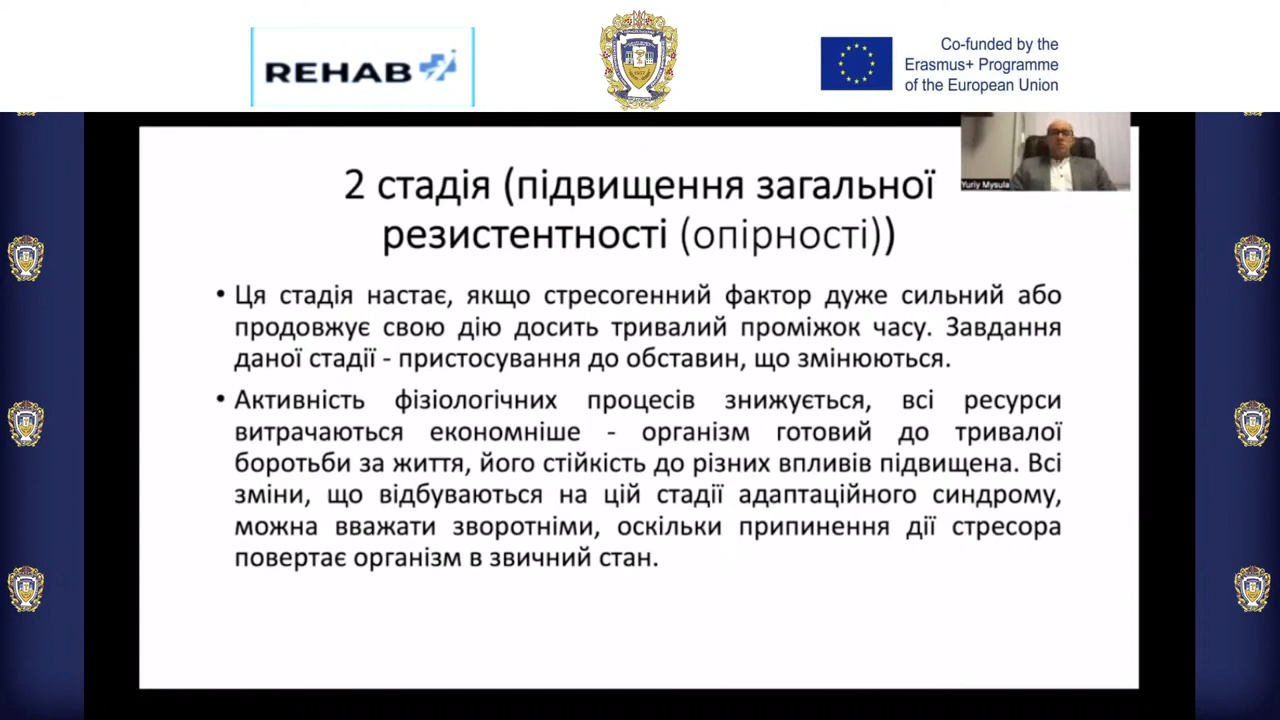 REHAB
Co-funded by the
Erasmus+ Programme
of the European Union
Yuriy Mysula
2 стадія (підвищення загальної
резистентності (опірності))
• Ця стадія настає, якщо стресогенний фактор дуже сильний або
продовжує свою дію досить тривалий проміжок часу. Завдання
даної стадії - пристосування до обставин, що змінюються.
• Активність фізіологічних процесів знижується, всі ресурси
витрачаються економніше - організм готовий до тривалої
боротьби за життя, його стійкість до різних впливів підвищена. Всі
зміни, що відбуваються на цій стадії адаптаційного синдрому,
можна вважати зворотніми, оскільки припинення дії стресора
повертає організм в звичний стан.